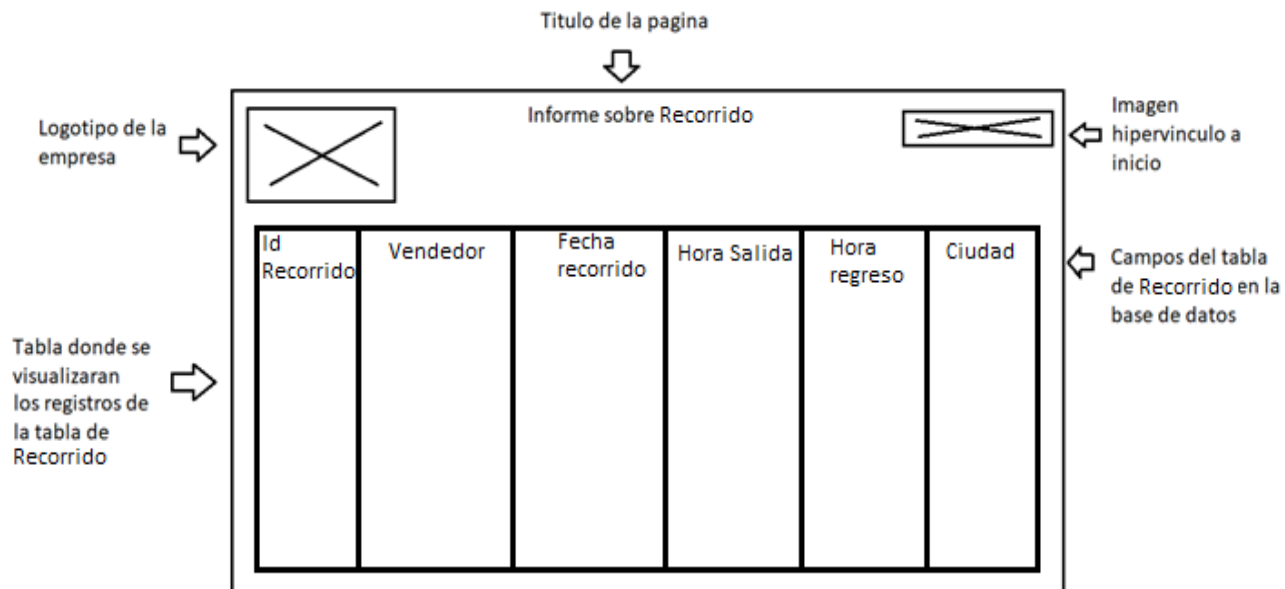 Titulo de la pagina
Logotipo de la
empresa
Informe sobre Recorrido
Imagen
hipervinculo a
inicio
Id
Recorrido
Vendedor
Fecha
recorrido
Hora Salida
Hora
regreso
Ciudad
Campos del tabla
de Recorrido en la
base de datos
Tabla donde se
visualizaran
los registros de
la tabla de
Recorrido